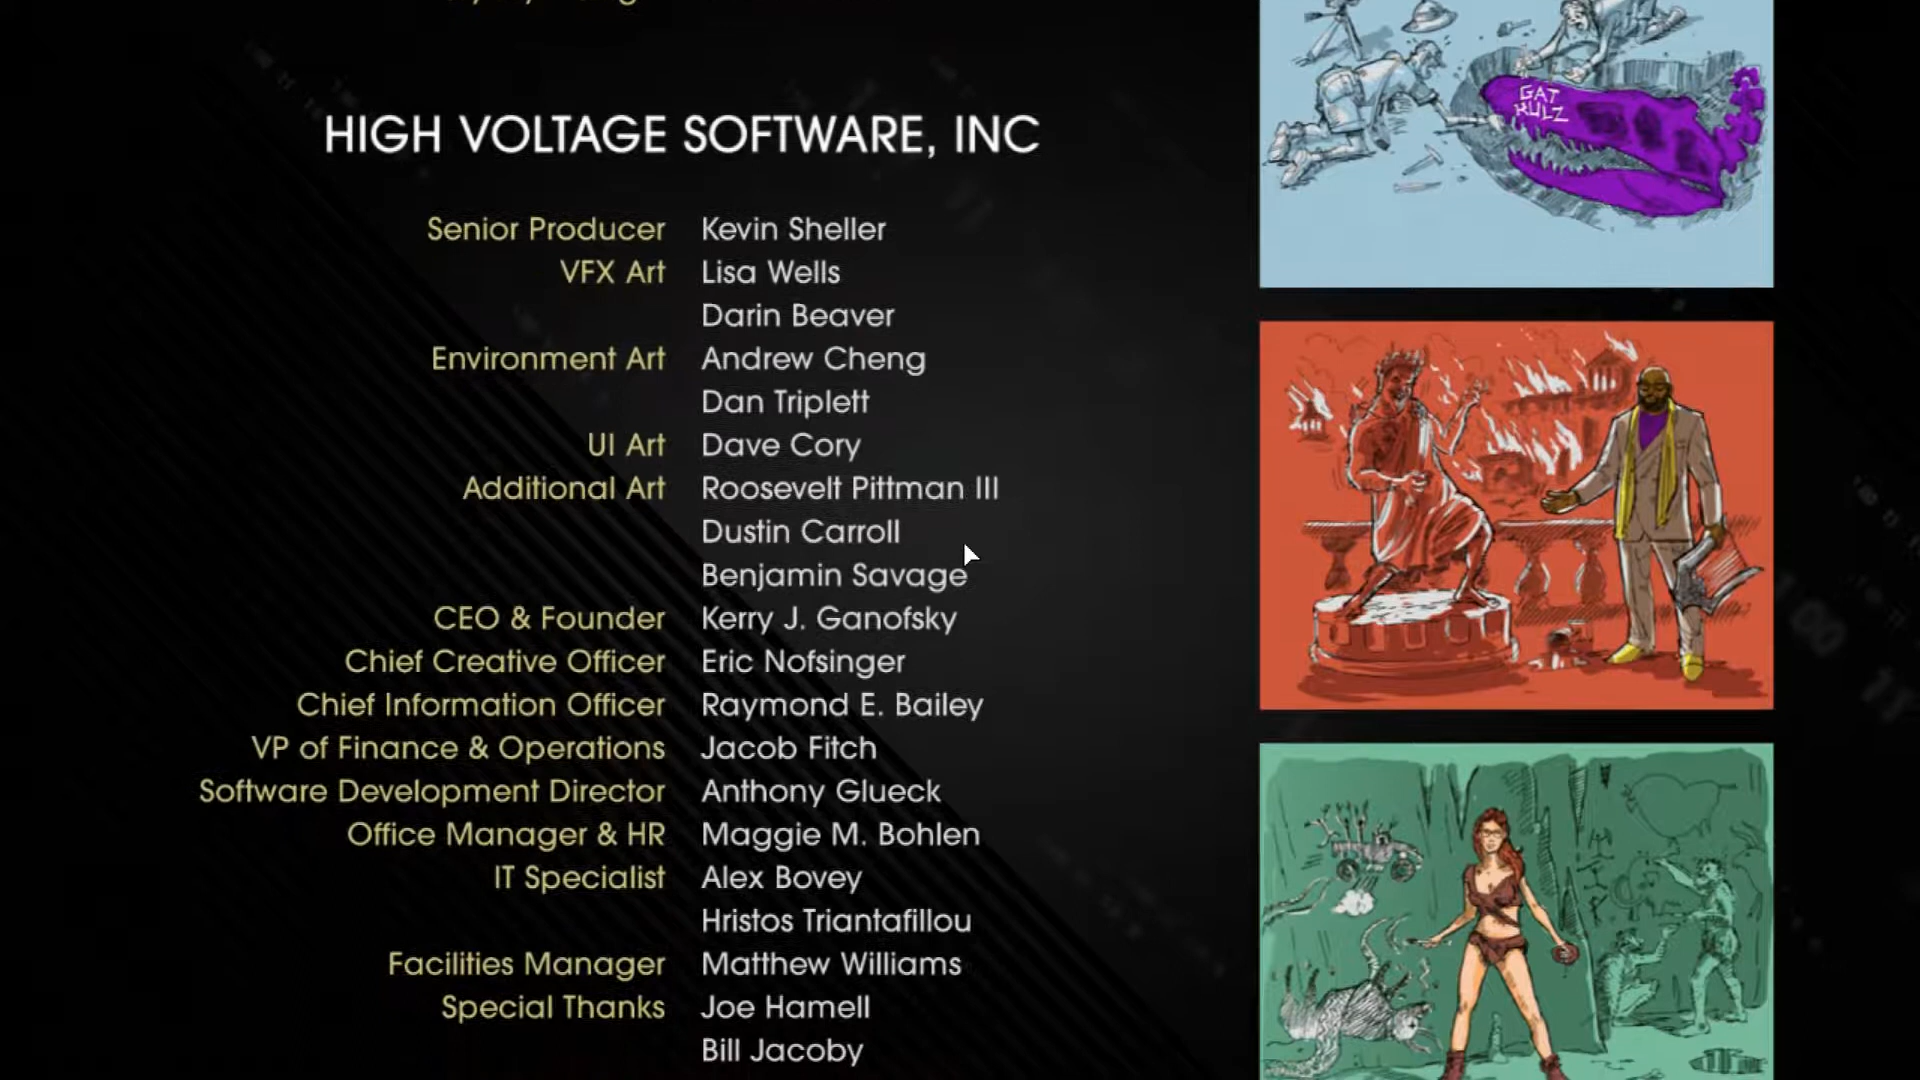 HIGH VOLTAGE SOFTWARE, INC
Senior Producer Kevin Sheller
VFX Art Lisa Wells
Darin Beaver
Environment Art Andrew Cheng
Dan Triplett
UI Art Dave Cory
Additional Art Roosevelt Pittman III
Dustin Carroll
Benjamin Savage
CEO & Founder Kerry J. Ganofsky
Chief Creative Officer Eric Nofsinger
Chief Information Officer Raymond E. Bailey
VP of Finance & Operations Jacob Fitch
Software Development Director Anthony Glueck
Office Manager & HR Maggie M. Bohlen
IT Specialist Alex Bovey
Hristos Triantafillou
Facilities Manager Matthew Williams
Special Thanks Joe Hamell
Bill Jacoby
GAT
RULZ